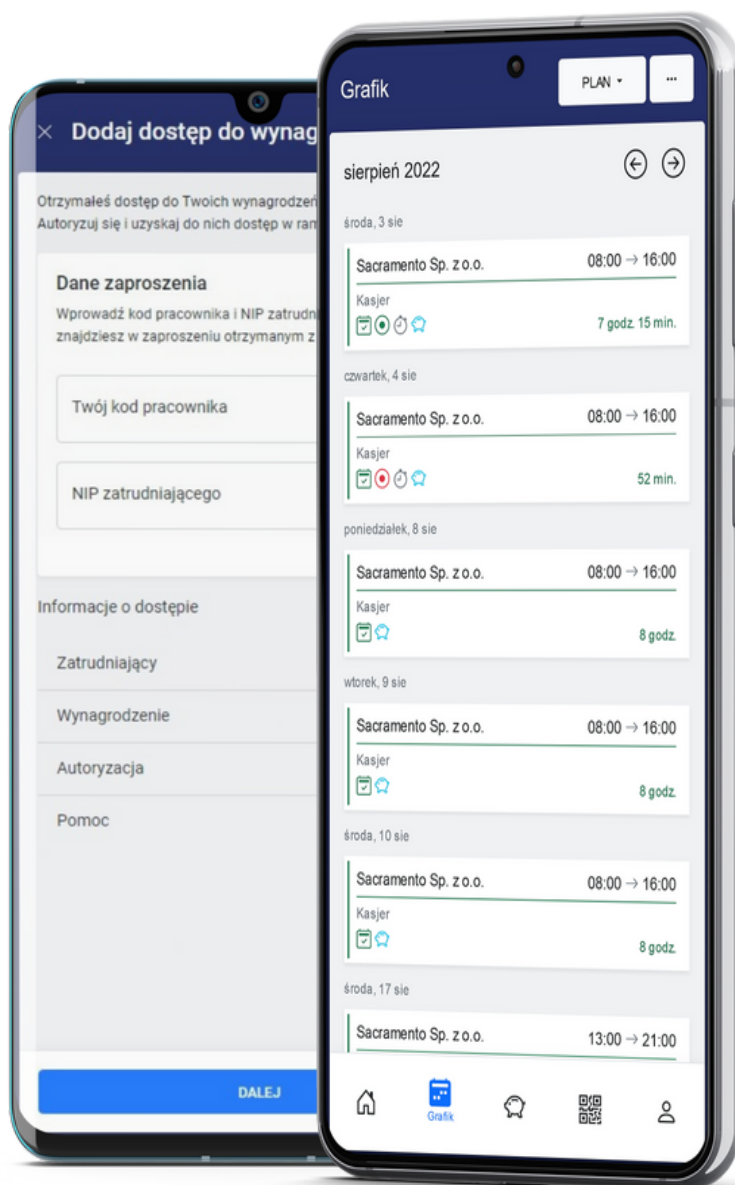 Dodaj dostęp do wynag
Otrzymałeś dostęp do Twoich wynagrodzeń
Autoryzuj się i uzyskaj do nich dostęp w ram
Dane zaproszenia
Wprowadź kod pracownika i NIP zatrudn
znajdziesz w zaproszeniu otrzymanym z
Twój kod pracownika
NIP zatrudniającego
Informacje o dostępie
Zatrudniający
Wynagrodzenie
Autoryzacja
Pomoc
DALEJ
Grafik
PLAN
sierpień 2022
środa, 3 sie
Sacramento Sp. z o.o. 08:00 → 16:00
Kasjer
7 godz. 15 min.
czwartek, 4 sie
Sacramento Sp. z o.o. 08:00 → 16:00
Kasjer
52 min.
poniedziałek, 8 sie
Sacramento Sp. z o.o. 08:00 → 16:00
Kasjer
8 godz.
wtorek, 9 sie
Sacramento Sp. z o.o. 08:00 → 16:00
Kasjer
8 godz.
środa, 10 sie
Sacramento Sp. z o.o. 08:00 → 16:00
Kasjer
8 godz.
środa, 17 sie
Sacramento Sp. z o.o. 13:00 → 21:00
Grafik